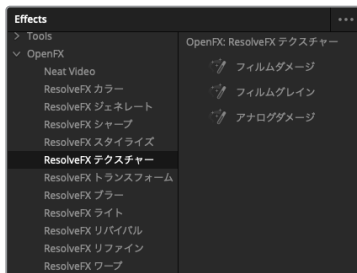 Effects
Tools
OpenFX
Neat Video
ResolveFX カラー
ResolveFX ジェネレート
ResolveFX シャープ
ResolveFX スタイライズ
ResolveFX テクスチャー
ResolveFX トランスフォーム
ResolveFX ブラー
ResolveFX ライト
ResolveFX リバイバル
ResolveFX リファイン
ResolveFX ワープ
OpenFX: ResolveFX テクスチャー
フィルムダメージ
フィルムグレイン
アナログダメージ